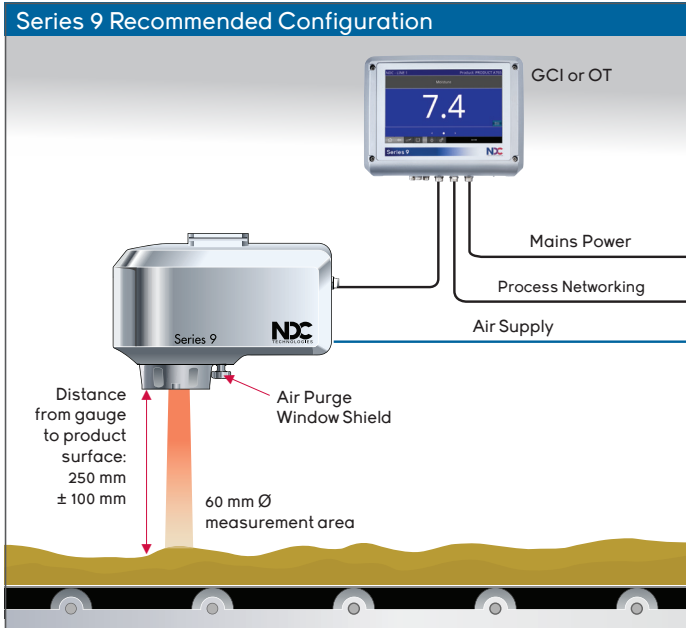 Series 9 Recommended Configuration
GCI or OT
Moisture
7.4
Series 9
NDC
Mains Power
Process Networking
Air Supply
Series 9
NDC
TECHNOLOGIES
Distance
from gauge
to product
surface:
250 mm
± 100 mm
Air Purge
Window Shield
60 mm Ø
measurement area